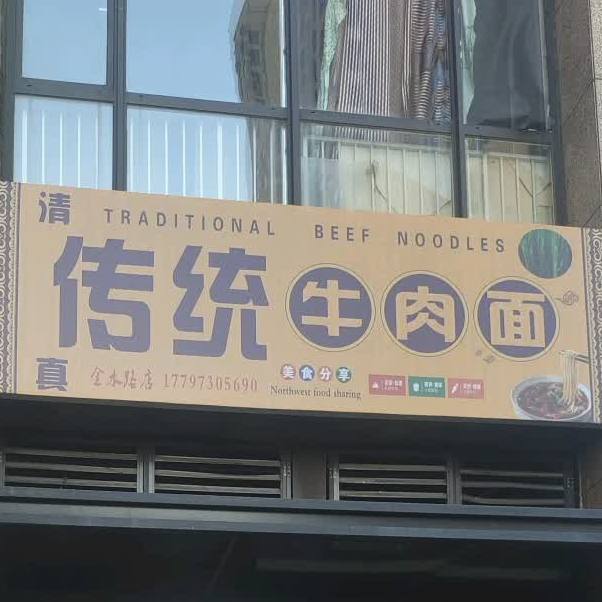 清真
TRADITIONAL BEEF NOODLES
传统牛肉面
金水路店 17797305690
美食分享
Northwest food sharing